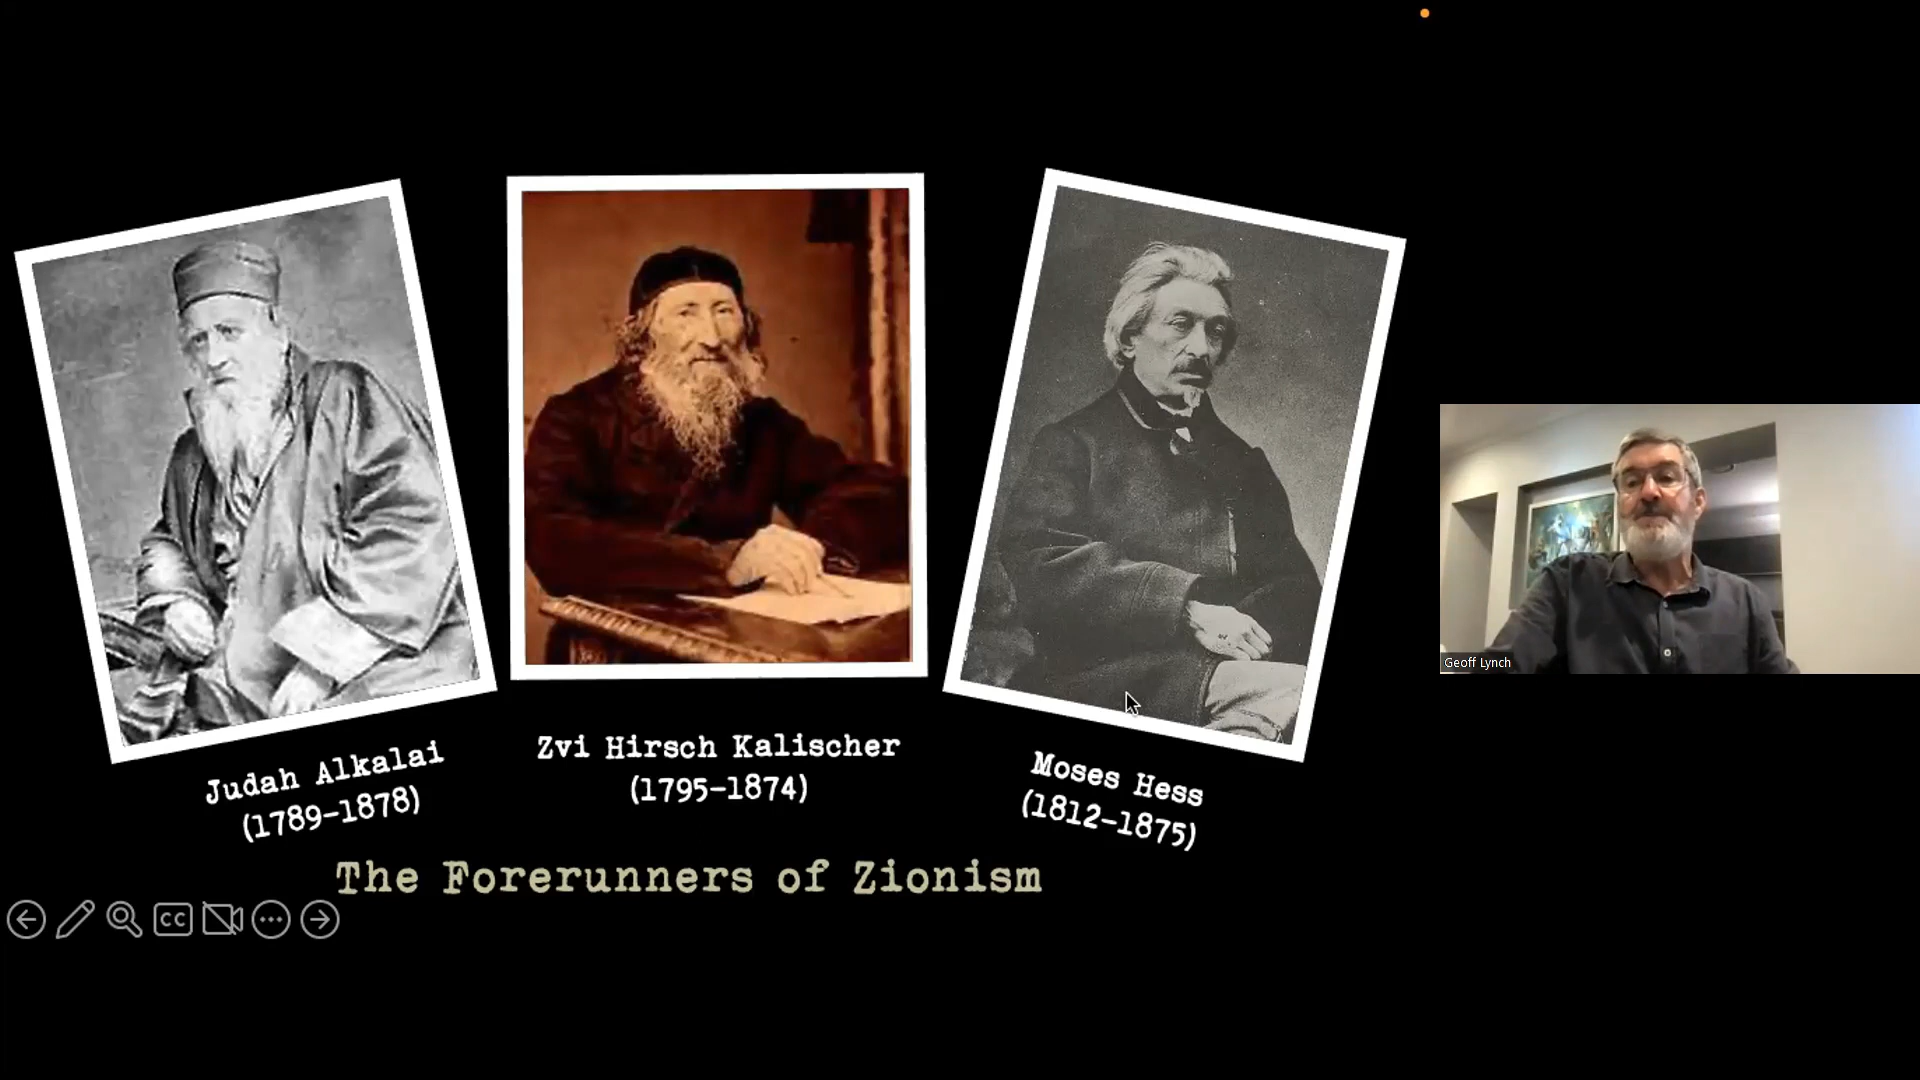 Judah Alkalai
(1789-1878)
Zvi Hirsch Kalischer
(1795-1874)
Moses Hess
(1812-1875)
The Forerunners of Zionism
CC
Geoff Lynch